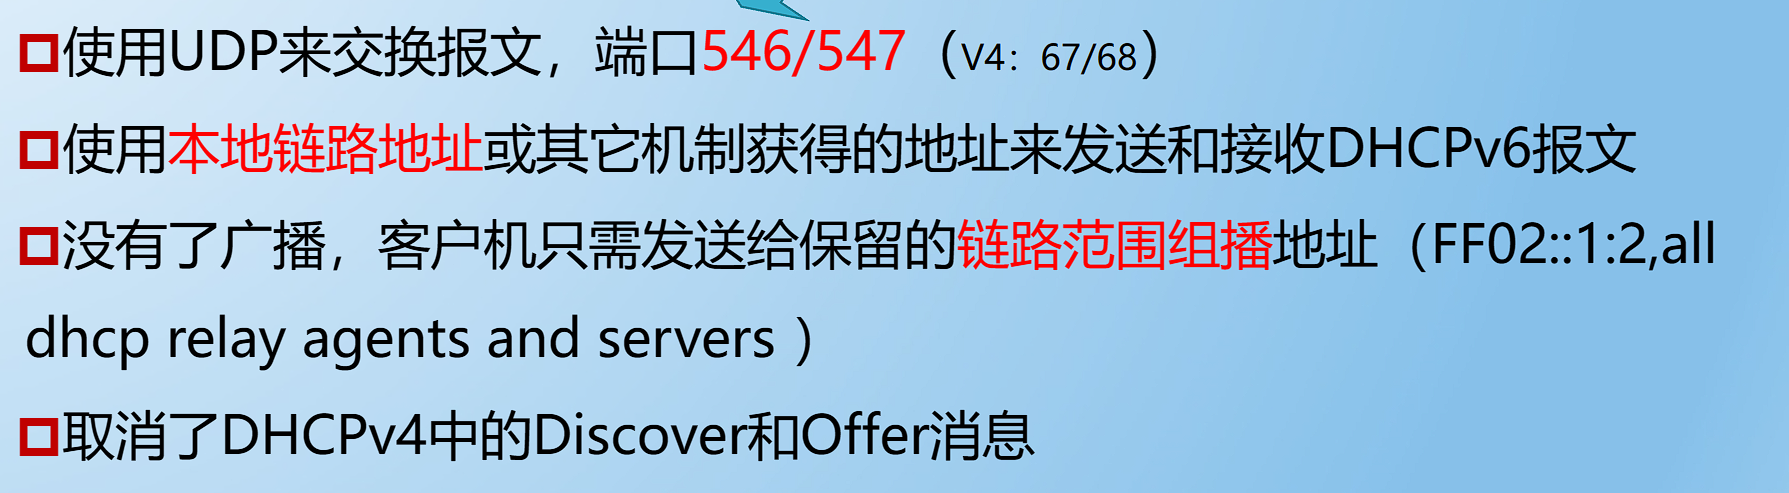 使用UDP来交换报文，端口546/547（V4：67/68）
使用本地链路地址或其它机制获得的地址来发送和接收DHCPv6报文
没有了广播，客户机只需发送给保留的链路范围组播地址（FF02::1:2,all
dhcp relay agents and servers ）
取消了DHCPv4中的Discover和Offer消息